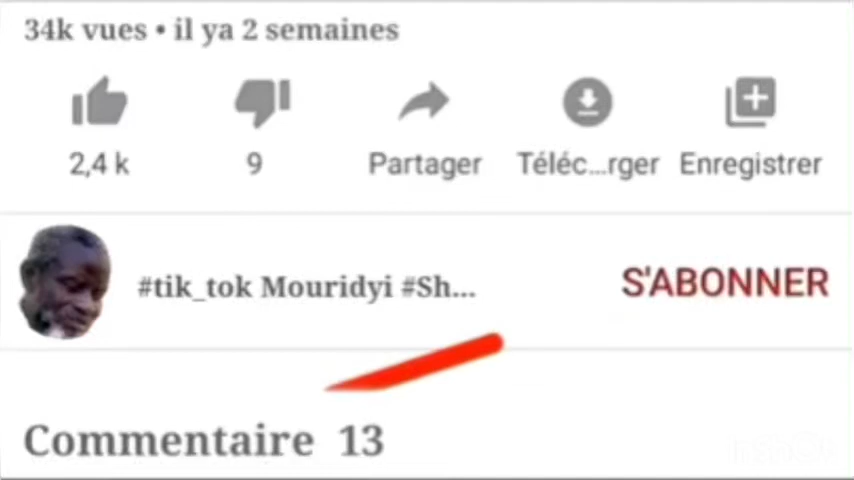 34k vues • il ya 2 semaines
2,4 k 9 Partager Téléc...rger Enregistrer
#tik_tok Mouridyi #Sh...
S'ABONNER
Commentaire 13